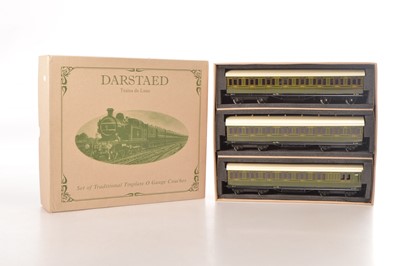 DARSTAED
Trains de Luxe
Set of Traditional Tinplate O Gauge Coaches